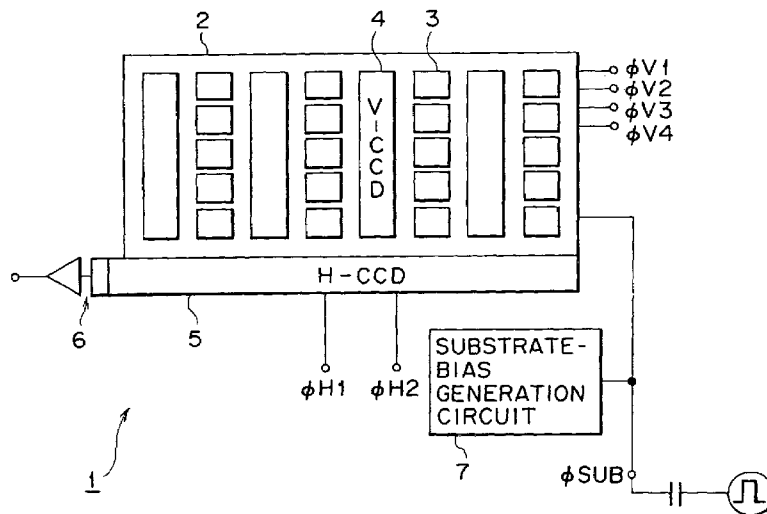 2
4
3
V-CCD
φV1
φV2
φV3
φV4
H-CCD
6
5
φH1
φH2
SUBSTRATE-
BIAS
GENERATION
CIRCUIT
7
1
φSUB